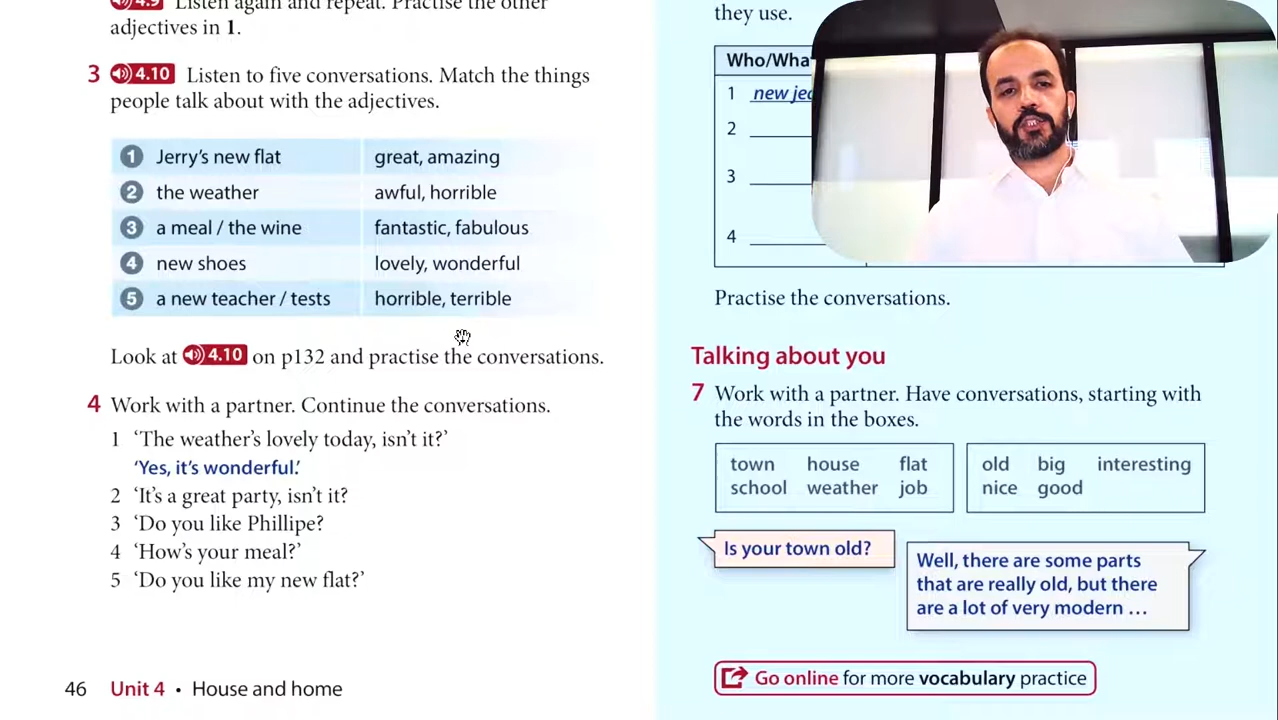 4.9 Listen again and repeat. Practise the other
adjectives in 1.
3 4.10 Listen to five conversations. Match the things
people talk about with the adjectives.
1 Jerry's new flat great, amazing
2 the weather awful, horrible
3 a meal / the wine fantastic, fabulous
4 new shoes lovely, wonderful
5 a new teacher / tests horrible, terrible
Look at 4.10 on p132 and practise the conversations.
4 Work with a partner. Continue the conversations.
1 'The weather's lovely today, isn't it?'
'Yes, it's wonderful.'
2 'It's a great party, isn't it?
3 'Do you like Phillipe?
4 'How's your meal?'
5 'Do you like my new flat?'
46 Unit 4 • House and home
they use.
Who/Wha
1 new jea
2
3
4
Practise the conversations.
Talking about you
7 Work with a partner. Have conversations, starting with
the words in the boxes.
town house flat
school weather job
old big interesting
nice good
Is your town old?
Well, there are some parts
that are really old, but there
are a lot of very modern …
Go online for more vocabulary practice